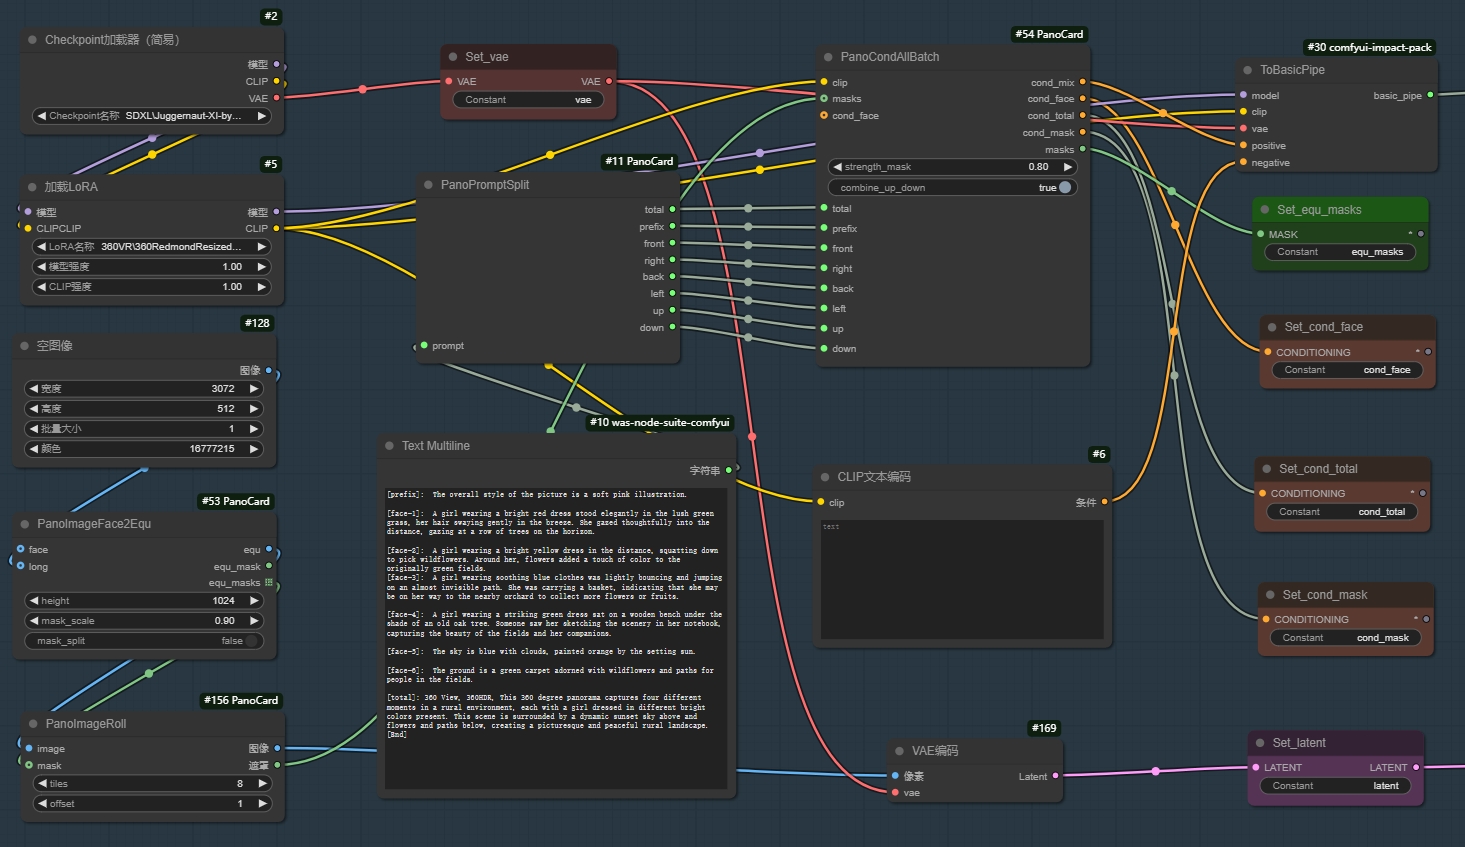 #2
Checkpoint加载器（简易）
模型
CLIP
VAE
Checkpoint名称 SDXL\Juggernaut-XI-by...
#5
加载LoRA
模型 模型
CLIPCLIP CLIP
LoRA名称 360VR\360RedmondResized...
模型强度 1.00
CLIP强度 1.00
#128
空图像
图像
宽度 3072
高度 512
批量大小 1
颜色 16777215
#53 PanoCard
PanoImageFace2Equ
face equ
long equ_mask
equ_masks
height 1024
mask_scale 0.90
mask_split false
#156 PanoCard
PanoImageRoll
image 图像
mask 遮罩
tiles 8
offset 1
Set_vae
VAE VAE
Constant vae
#11 PanoCard
PanoPromptSplit
total
prefix
front
right
back
left
up
down
prompt
#10 was-node-suite-comfyui
Text Multiline
字符串
[prefix]: The overall style of the picture is a soft pink illustration.
[face-1]: A girl wearing a bright red dress stood elegantly in the lush green
grass, her hair swaying gently in the breeze. She gazed thoughtfully into the
distance, gazing at a row of trees on the horizon.
[face-2]: A girl wearing a bright yellow dress in the distance, squatting down
to pick wildflowers. Around her, flowers added a touch of color to the
originally green fields.
[face-3]: A girl wearing soothing blue clothes was lightly bouncing and jumping
on an almost invisible path. She was carrying a basket, indicating that she may
be on her way to the nearby orchard to collect more flowers or fruits.
[face-4]: A girl wearing a striking green dress sat on a wooden bench under the
shade of an old oak tree. Someone saw her sketching the scenery in her notebook,
capturing the beauty of the fields and her companions.
[face-5]: The sky is blue with clouds, painted orange by the setting sun.
[face-6]: The ground is a green carpet adorned with wildflowers and paths for
people in the fields.
[total]: 360 View, 360HDR, This 360 degree panorama captures four different
moments in a rural environment, each with a girl dressed in different bright
colors present. This scene is surrounded by a dynamic sunset sky above and
flowers and paths below, creating a picturesque and peaceful rural landscape.
[End]
#54 PanoCard
PanoCondAllBatch
clip cond_mix
masks cond_face
cond_face cond_total
cond_mask
masks
strength_mask 0.80
combine_up_down true
total
prefix
front
right
back
left
up
down
#6
CLIP文本编码
clip 条件
text
#169
VAE编码
像素 Latent
vae
#30 comfyui-impact-pack
ToBasicPipe
model basic_pipe
clip
vae
positive
negative
Set_equ_masks
MASK *
Constant equ_masks
Set_cond_face
CONDITIONING *
Constant cond_face
Set_cond_total
CONDITIONING *
Constant cond_total
Set_cond_mask
CONDITIONING *
Constant cond_mask
Set_latent
LATENT LATENT
Constant latent